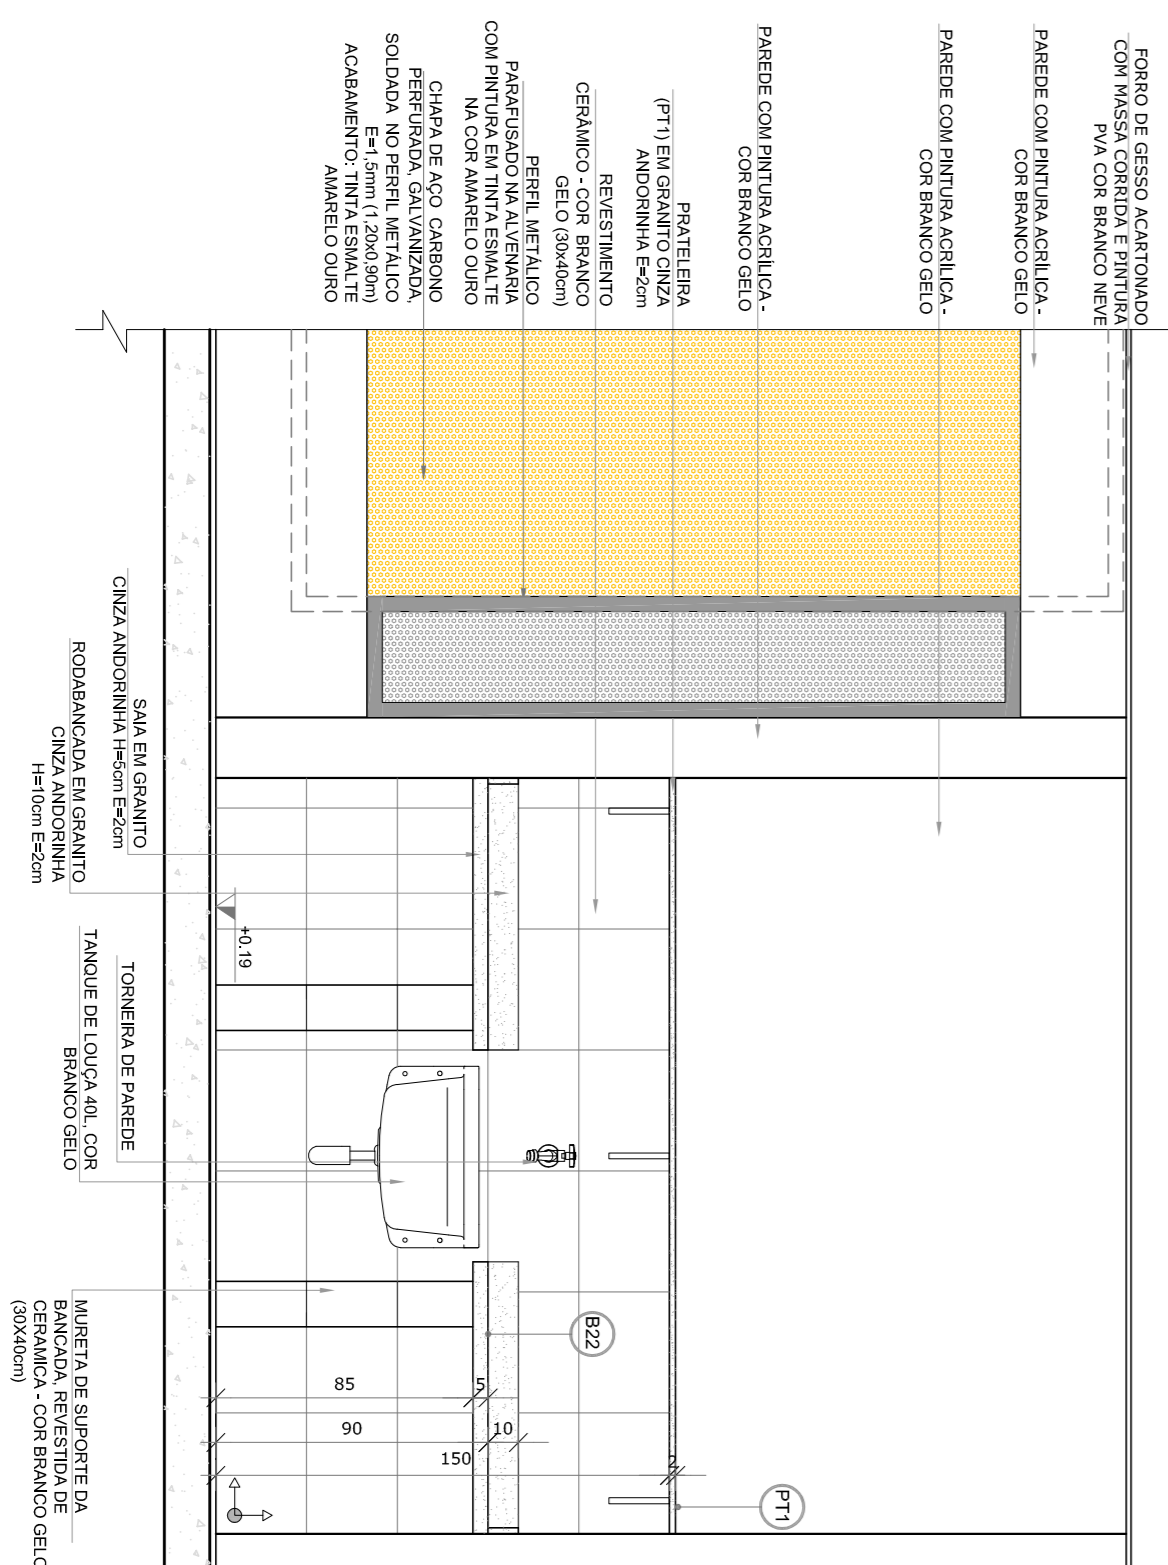 FORRO DE GESSO ACARTONADO
COM MASSA CORRIDA E PINTURA
PVA COR BRANCO NEVE
PAREDE COM PINTURA ACRÍLICA -
COR BRANCO GELO
PAREDE COM PINTURA ACRÍLICA -
COR BRANCO GELO
PAREDE COM PINTURA ACRÍLICA -
COR BRANCO GELO
PRATELEIRA
(PT1) EM GRANITO CINZA
ANDORINHA E=2cm
REVESTIMENTO
CERÂMICO - COR BRANCO
GELO (30x40cm)
PERFIL METÁLICO
PARAFUSADO NA ALVENARIA
COM PINTURA EM TINTA ESMALTE
NA COR AMARELO OURO
CHAPA DE AÇO CARBONO
PERFURADA, GALVANIZADA,
SOLDADA NO PERFIL METÁLICO
E=1,5mm (1,20x0,90m)
ACABAMENTO: TINTA ESMALTE
AMARELO OURO
SAIA EM GRANITO
CINZA ANDORINHA H=5cm E=2cm
RODABANCADA EM GRANITO
CINZA ANDORINHA
H=10cm E=2cm
+0.19
TORNEIRA DE PAREDE
TANQUE DE LOUÇA 40L, COR
BRANCO GELO
MURETA DE SUPORTE DA
BANCADA, REVESTIDA DE
CERAMICA - COR BRANCO GELO
(30X40cm)
B22
PT1
85
5
90
10
150
2